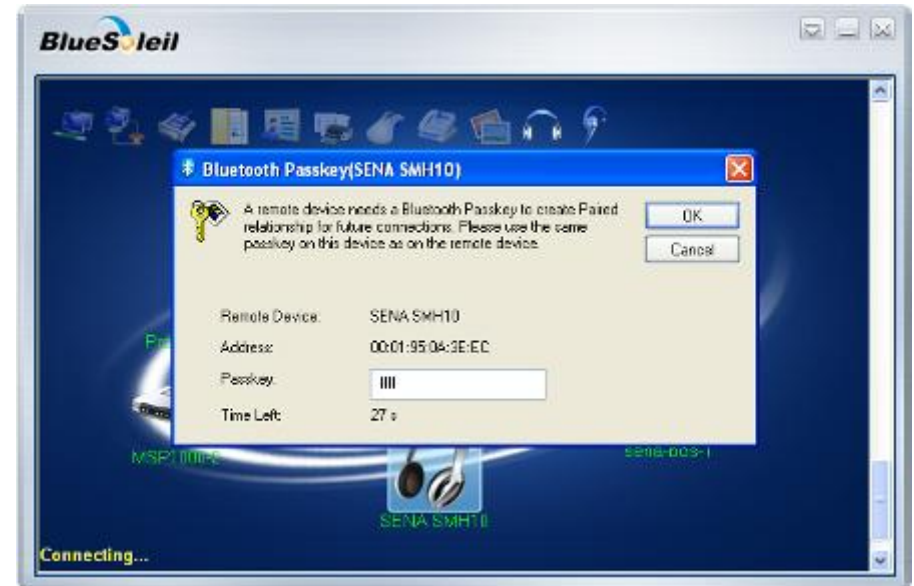 BlueSoleil
Bluetooth Passkey(SENA SMH10)
A remote device needs a Bluetooth Passkey to create Paired
relationship for future connections. Please use the same
passkey on this device as on the remote device.
OK
Cancel
Remote Device: SENA SMH10
Address: 00:01:95:0A:3E:EC
Passkey:
Time Left: 27 s
SENA SMH10
Connecting...